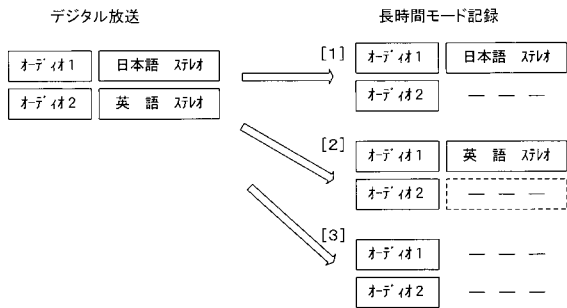 デジタル放送
長時間モード記録
オーディオ1 日本語 ステレオ
オーディオ2 英 語 ステレオ
[1]
オーディオ1 日本語 ステレオ
オーディオ2 — — —
[2]
オーディオ1 英 語 ステレオ
オーディオ2 — — —
[3]
オーディオ1 — — —
オーディオ2 — — —